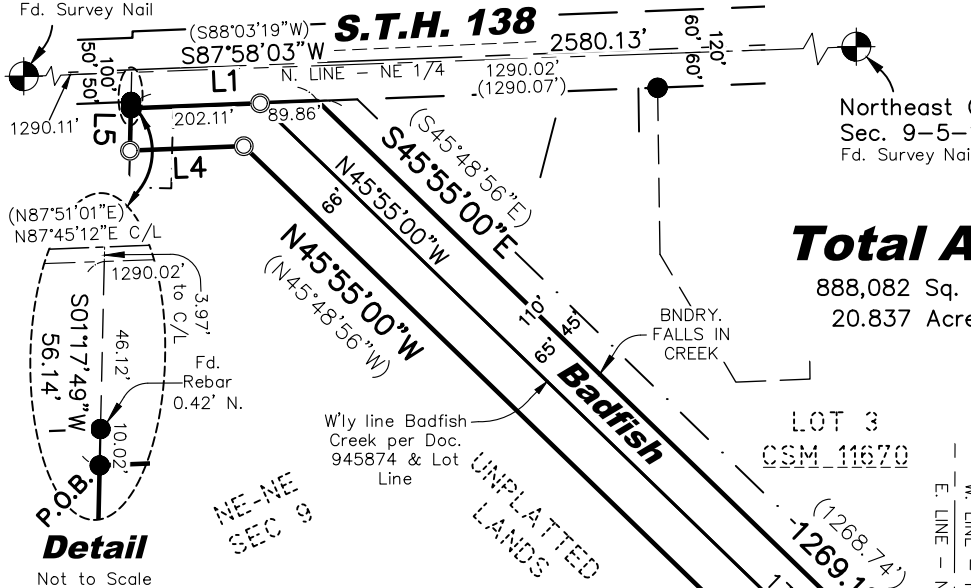 Fd. Survey Nail
(S88°03'19"W)
S.T.H. 138
S87°58'03"W
2580.13'
60'
120'
60'
50'
100'
50'
L1
N. LINE - NE 1/4
1290.02'
(1290.07')
1290.11'
202.11'
89.86'
L5
L4
Northeast
Sec. 9-5-
Fd. Survey Nail
(S45°48'56"E)
S45°55'00"E
N45°55'00"W
66'
N45°55'00"W
(N45°48'56"W)
(N87°51'01"E)
N87°45'12"E C/L
1290.02'
3.97'
to C/L
S01°17'49"W
56.14'
46.12'
10.02'
Fd.
Rebar
0.42' N.
P.O.B.
Detail
Not to Scale
Total A
888,082 Sq.
20.837 Acre
110'
45'
65'
BNDRY.
FALLS IN
CREEK
Badfish
W'ly line Badfish
Creek per Doc.
945874 & Lot
Line
LOT 3
CSM 11670
NE-NE
SEC 9
UNPLATTED
LANDS
(1268.74')
1269.1
W. LINE -
E. LINE - N